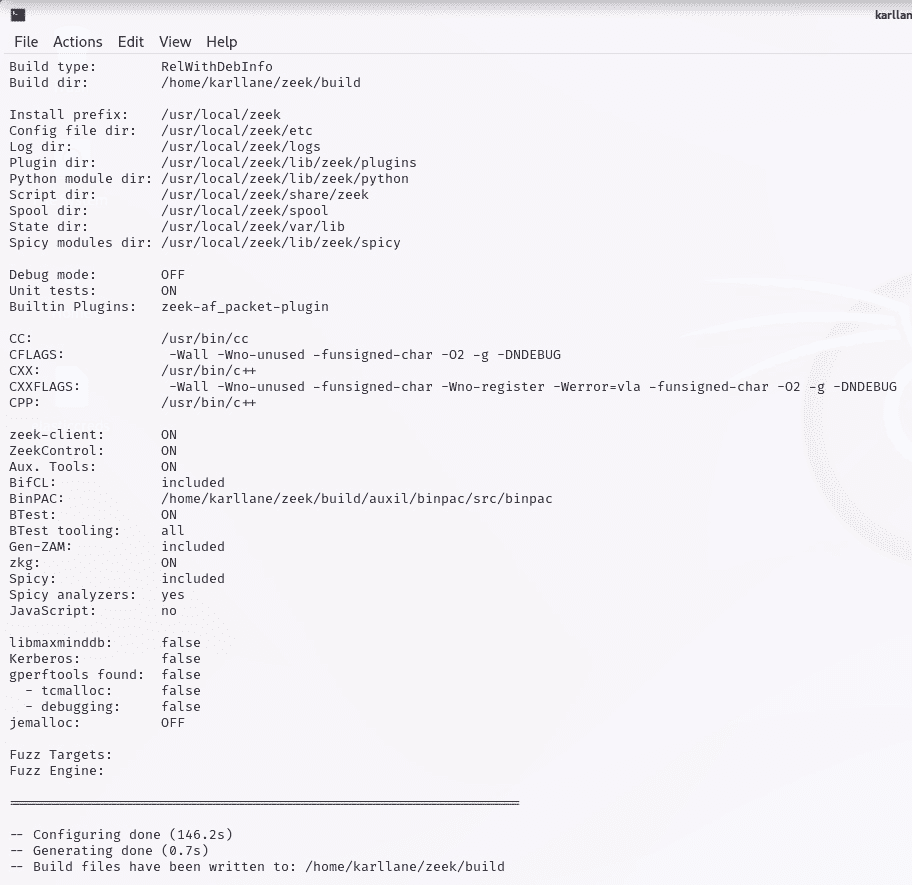 karllan
File Actions Edit View Help
Build type: RelWithDebInfo
Build dir: /home/karllane/zeek/build
Install prefix: /usr/local/zeek
Config file dir: /usr/local/zeek/etc
Log dir: /usr/local/zeek/logs
Plugin dir: /usr/local/zeek/lib/zeek/plugins
Python module dir: /usr/local/zeek/lib/zeek/python
Script dir: /usr/local/zeek/share/zeek
Spool dir: /usr/local/zeek/spool
State dir: /usr/local/zeek/var/lib
Spicy modules dir: /usr/local/zeek/lib/zeek/spicy
Debug mode: OFF
Unit tests: ON
Builtin Plugins: zeek-af_packet-plugin
CC: /usr/bin/cc
CFLAGS: -Wall -Wno-unused -funsigned-char -O2 -g -DNDEBUG
CXX: /usr/bin/c++
CXXFLAGS: -Wall -Wno-unused -funsigned-char -Wno-register -Werror=vla -funsigned-char -O2 -g -DNDEBUG
CPP: /usr/bin/c++
zeek-client: ON
ZeekControl: ON
Aux. Tools: ON
BifCL: included
BinPAC: /home/karllane/zeek/build/auxil/binpac/src/binpac
BTest: ON
BTest tooling: all
Gen-ZAM: included
zkg: ON
Spicy: included
Spicy analyzers: yes
JavaScript: no
libmaxminddb: false
Kerberos: false
gperftools found: false
- tcmalloc: false
- debugging: false
jemalloc: OFF
Fuzz Targets:
Fuzz Engine:
-- Configuring done (146.2s)
-- Generating done (0.7s)
-- Build files have been written to: /home/karllane/zeek/build